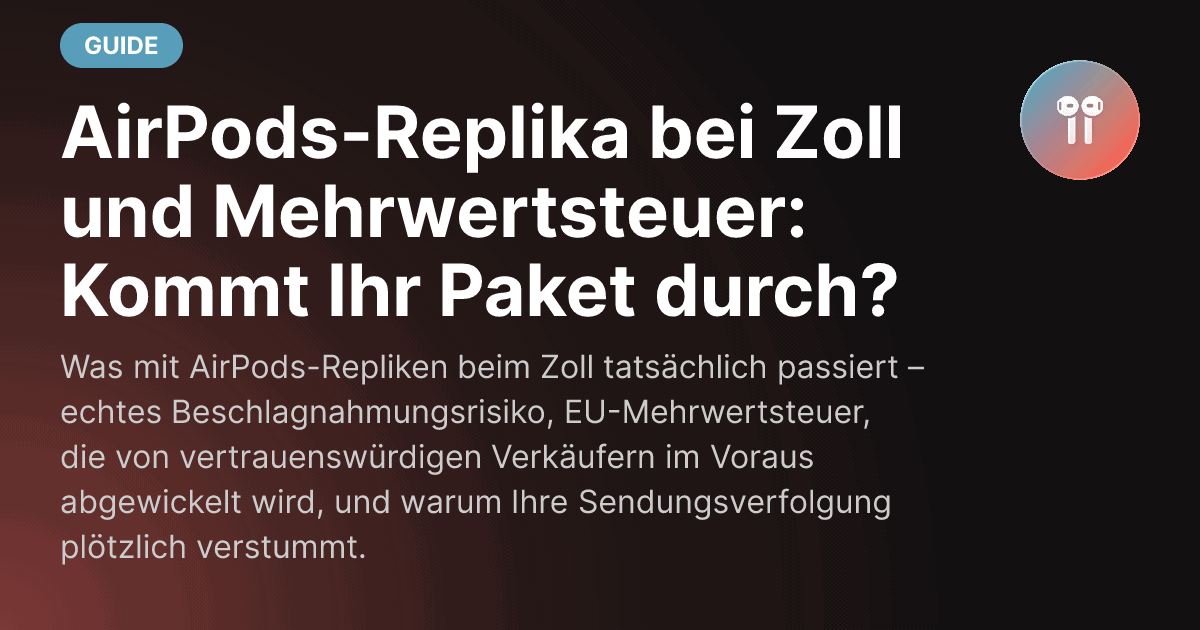 GUIDE
AirPods-Replika bei Zoll
und Mehrwertsteuer:
Kommt Ihr Paket durch?
Was mit AirPods-Repliken beim Zoll tatsächlich passiert –
echtes Beschlagnahmungsrisiko, EU-Mehrwertsteuer,
die von vertrauenswürdigen Verkäufern im Voraus
abgewickelt wird, und warum Ihre Sendungsverfolgung
plötzlich verstummt.